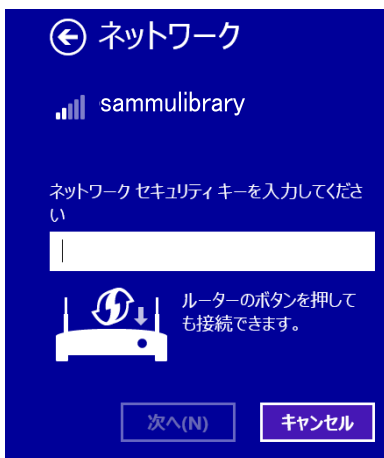 ネットワーク
sammulibrary
ネットワーク セキュリティ キーを入力してくださ
い
ルーターのボタンを押して
も接続できます。
次へ(N)
キャンセル